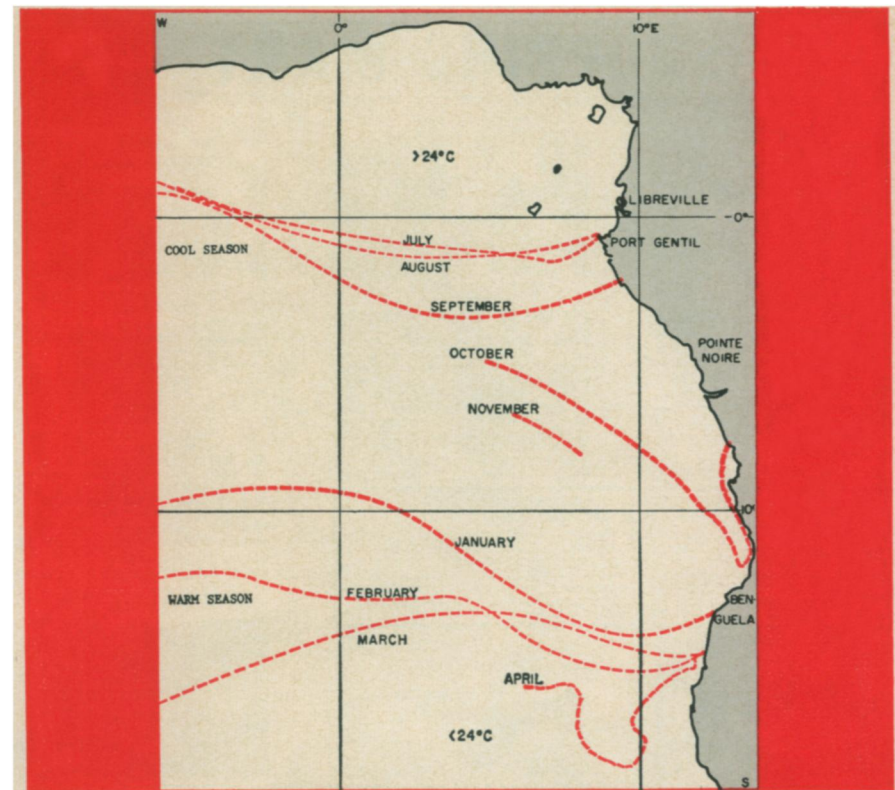 W
0°
10°E
>24°C
LIBREVILLE
0°
JULY
PORT GENTIL
COOL SEASON
AUGUST
SEPTEMBER
POINTE
NOIRE
OCTOBER
NOVEMBER
10°
JANUARY
FEBRUARY
WARM SEASON
BEN-
GUELA
MARCH
APRIL
<24°C
S